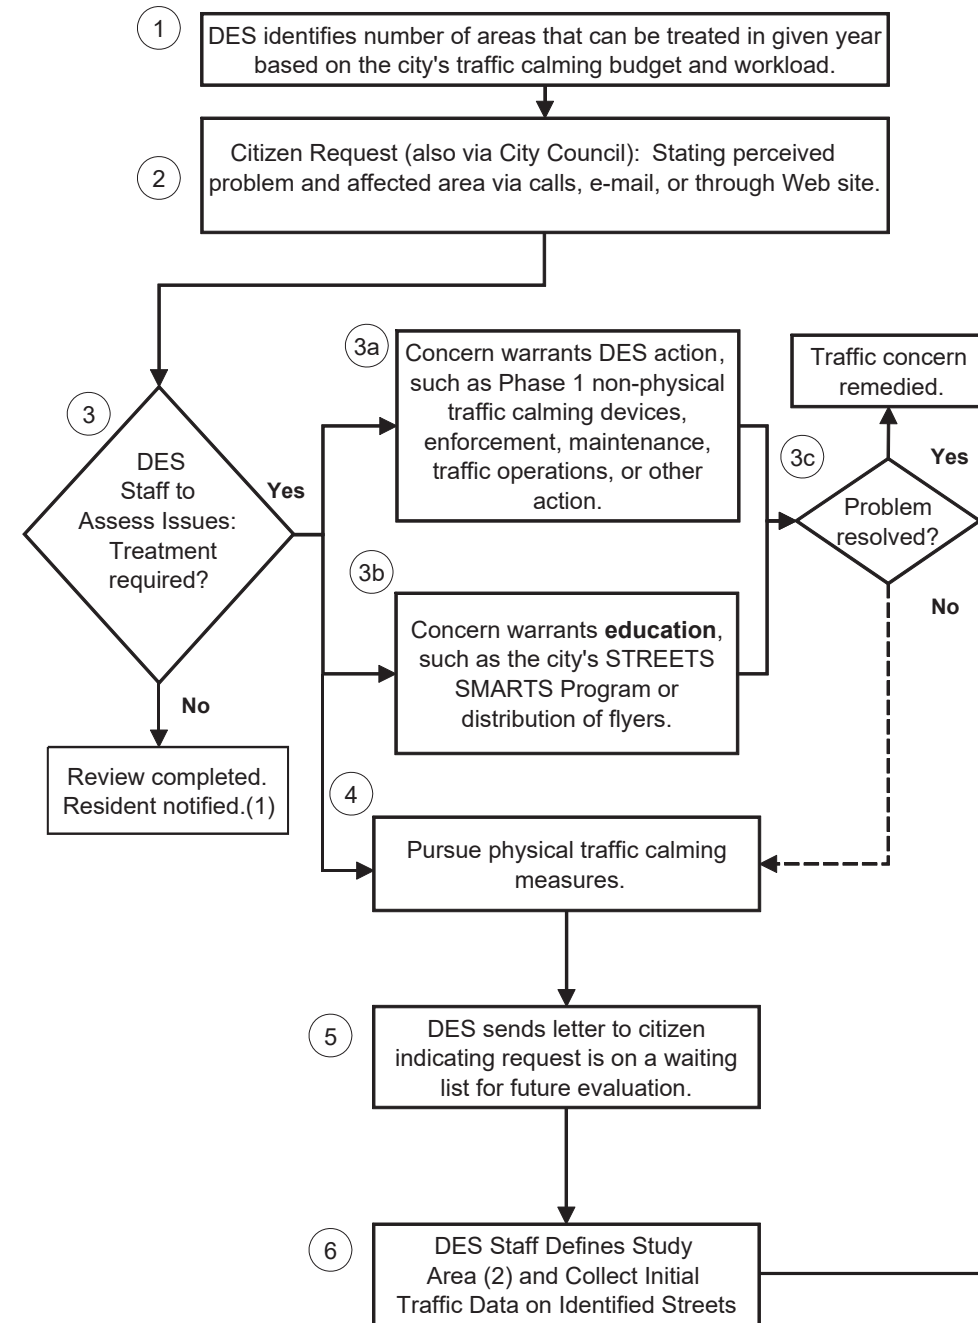 1
DES identifies number of areas that can be treated in given year
based on the city's traffic calming budget and workload.
2
Citizen Request (also via City Council): Stating perceived
problem and affected area via calls, e-mail, or through Web site.
3
DES
Staff to
Assess Issues:
Treatment
required?
Yes
No
Review completed.
Resident notified.(1)
3a
Concern warrants DES action,
such as Phase 1 non-physical
traffic calming devices,
enforcement, maintenance,
traffic operations, or other
action.
3b
Concern warrants education,
such as the city's STREETS
SMARTS Program or
distribution of flyers.
3c
Problem
resolved?
Yes
Traffic concern
remedied.
No
4
Pursue physical traffic calming
measures.
5
DES sends letter to citizen
indicating request is on a waiting
list for future evaluation.
6
DES Staff Defines Study
Area (2) and Collect Initial
Traffic Data on Identified Streets